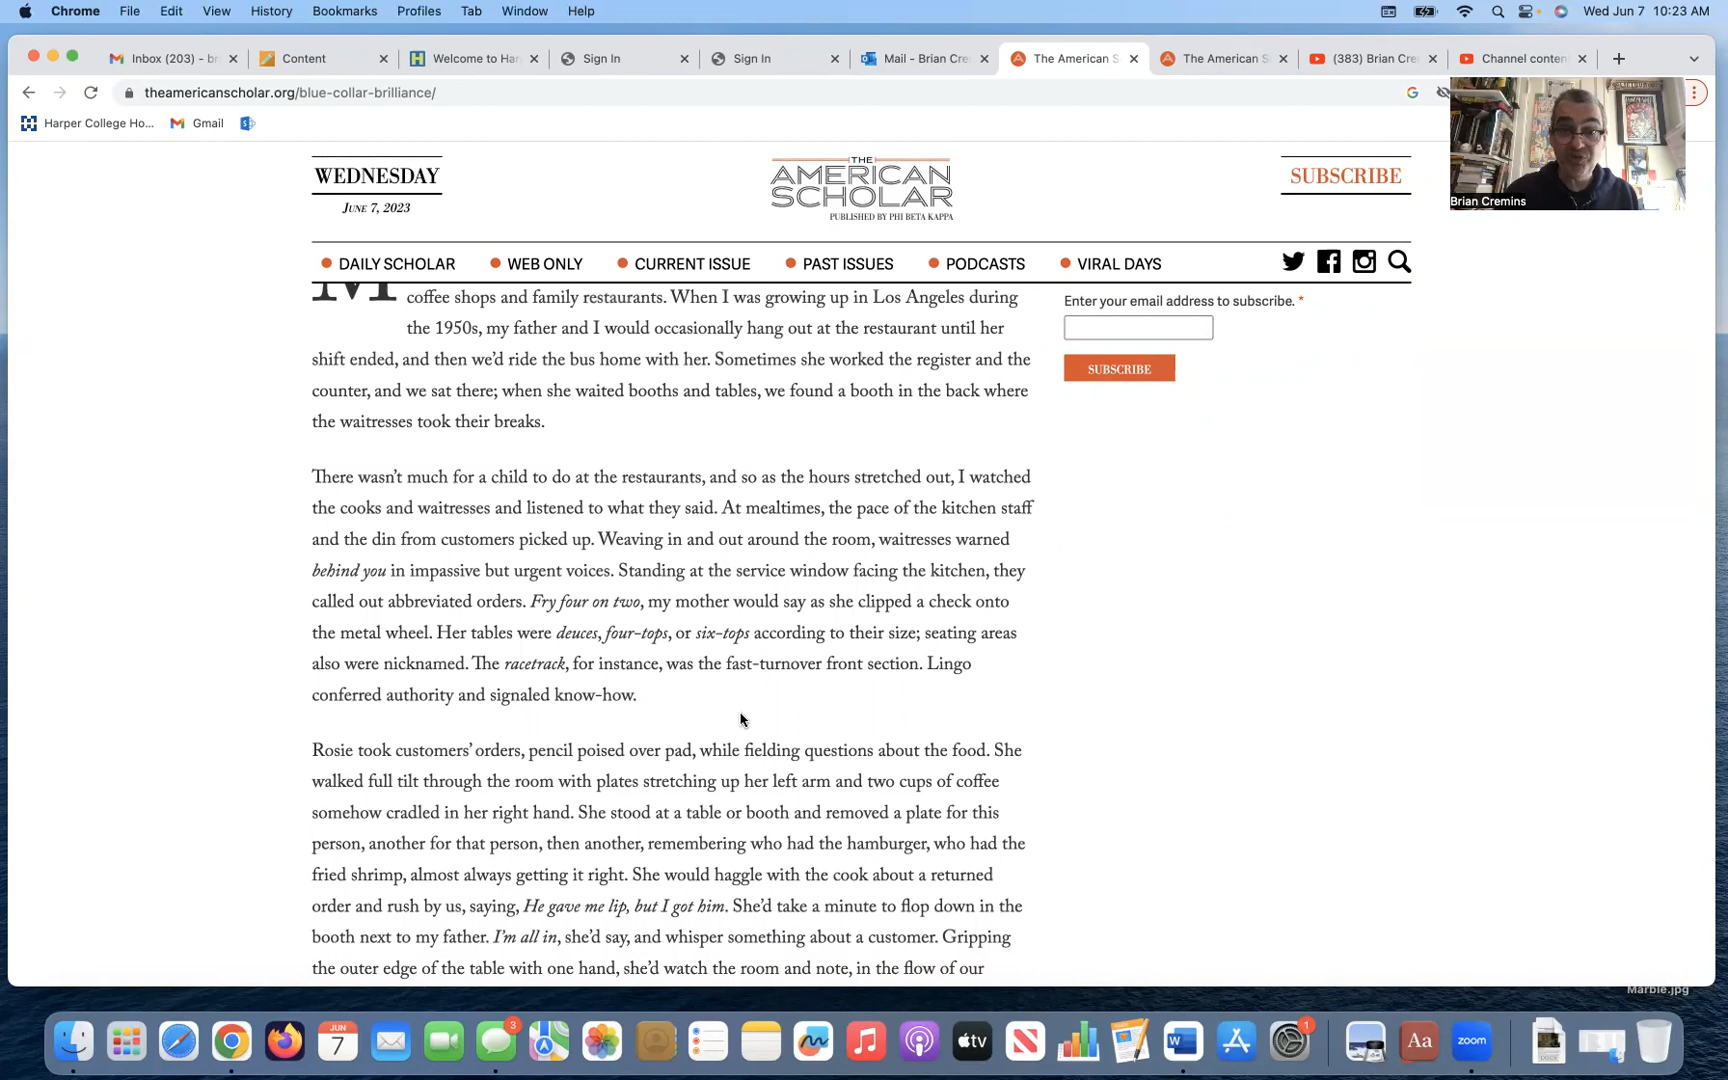 Chrome File Edit View History Bookmarks Profiles Tab Window Help Wed Jun 7 10:23 AM
Inbox (203) - br Content Welcome to Har Sign In Sign In Mail - Brian Cre The American S The American S (383) Brian Cre Channel conten
theamericanscholar.org/blue-collar-brilliance/
Harper College Ho... Gmail
Brian Cremins
WEDNESDAY
JUNE 7, 2023
THE
AMERICAN
SCHOLAR
PUBLISHED BY PHI BETA KAPPA
SUBSCRIBE
DAILY SCHOLAR WEB ONLY CURRENT ISSUE PAST ISSUES PODCASTS VIRAL DAYS
M
coffee shops and family restaurants. When I was growing up in Los Angeles during
the 1950s, my father and I would occasionally hang out at the restaurant until her
shift ended, and then we’d ride the bus home with her. Sometimes she worked the register and the
counter, and we sat there; when she waited booths and tables, we found a booth in the back where
the waitresses took their breaks.
There wasn’t much for a child to do at the restaurants, and so as the hours stretched out, I watched
the cooks and waitresses and listened to what they said. At mealtimes, the pace of the kitchen staff
and the din from customers picked up. Weaving in and out around the room, waitresses warned
behind you in impassive but urgent voices. Standing at the service window facing the kitchen, they
called out abbreviated orders. Fry four on two, my mother would say as she clipped a check onto
the metal wheel. Her tables were deuces, four-tops, or six-tops according to their size; seating areas
also were nicknamed. The racetrack, for instance, was the fast-turnover front section. Lingo
conferred authority and signaled know-how.
Rosie took customers’ orders, pencil poised over pad, while fielding questions about the food. She
walked full tilt through the room with plates stretching up her left arm and two cups of coffee
somehow cradled in her right hand. She stood at a table or booth and removed a plate for this
person, another for that person, then another, remembering who had the hamburger, who had the
fried shrimp, almost always getting it right. She would haggle with the cook about a returned
order and rush by us, saying, He gave me lip, but I got him. She’d take a minute to flop down in the
booth next to my father. I’m all in, she’d say, and whisper something about a customer. Gripping
the outer edge of the table with one hand, she’d watch the room and note, in the flow of our
Enter your email address to subscribe. *
SUBSCRIBE
Marble.jpg
JUN
7
3
tv
W
1
Aa
zoom